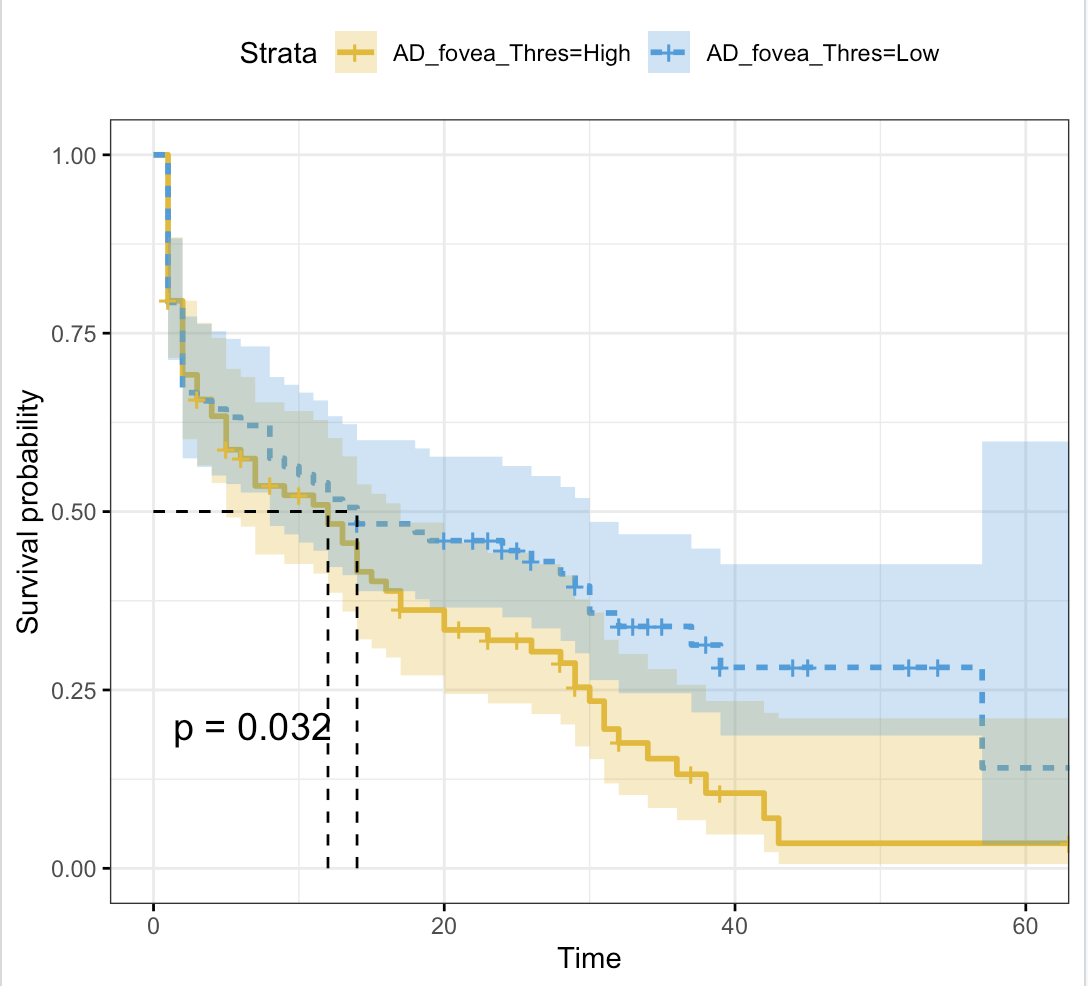 Strata AD_fovea_Thres=High AD_fovea_Thres=Low
1.00
0.75
0.50
0.25
0.00
Survival probability
p = 0.032
0 20 40 60
Time